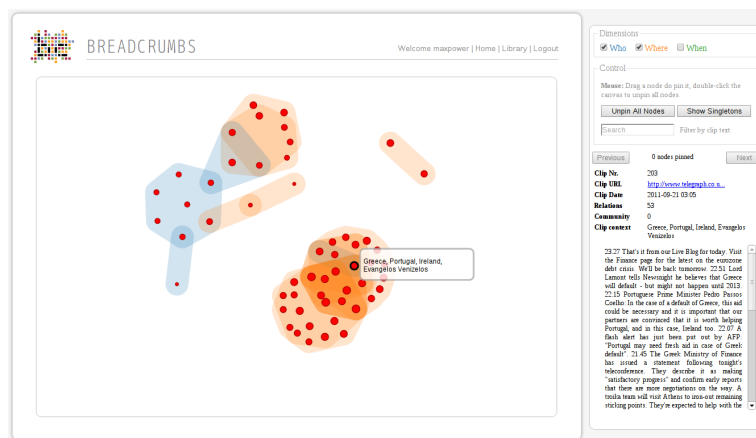 BREADCRUMBS
Welcome maxpower | Home | Library | Logout
Greece, Portugal, Ireland,
Evangelos Venizelos
Dimensions
Who Where When
Control
Mouse: Drag a node do pin it, double-click the
canvas to unpin all nodes.
Unpin All Nodes Show Singletons
Search Filter by clip text
Previous 0 nodes pinned Next
Clip Nr. 203
Clip URL http://www.telegraph.co.u...
Clip Date 2011-09-21 03:05
Relations 53
Community 0
Clip context Greece, Portugal, Ireland, Evangelos
Venizelos
23.27 That's it from our Live Blog for today. Visit
the Finance page for the latest on the eurozone
debt crisis. We'll be back tomorrow. 22.51 Lord
Lamont tells Newsnight he believes that Greece
will default - but might not happen until 2013.
22.15 Portuguese Prime Minister Pedro Passos
Coelho: In the case of a default of Greece, this aid
could be necessary and it is important that our
partners are convinced that it is worth helping
Portugal, and in this case, Ireland too. 22.07 A
flash alert has just been put out by AFP:
"Portugal may need fresh aid in case of Greek
default". 21.45 The Greek Ministry of Finance
has issued a statement following tonight's
teleconference. They describe it as making
"satisfactory progress" and confirm early reports
that there are more negotiations on the way. A
troika team will visit Athens to iron-out remaining
sticking points. They're expected to help with the